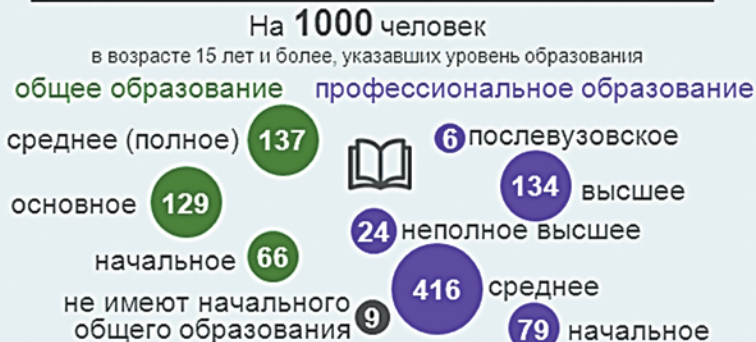 На 1000 человек
в возрасте 15 лет и более, указавших уровень образования
общее образование
профессиональное образование
среднее (полное) 137
основное 129
начальное 66
не имеют начального
общего образования 9
6 послевузовское
134 высшее
24 неполное высшее
416 среднее
79 начальное